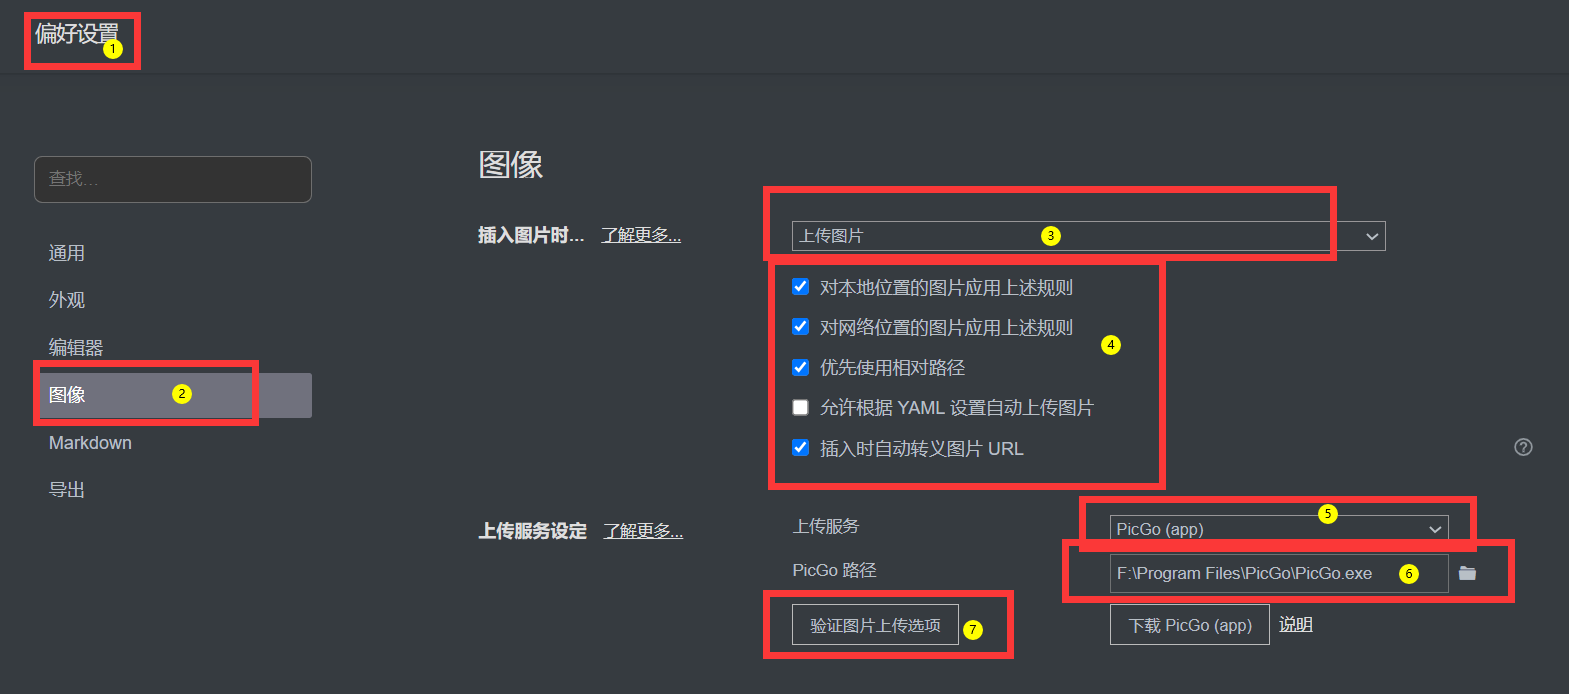 偏好设置
1
查找...
通用
外观
编辑器
图像
2
Markdown
导出
图像
插入图片时... 了解更多...
上传图片
3
对本地位置的图片应用上述规则
对网络位置的图片应用上述规则
4
优先使用相对路径
允许根据 YAML 设置自动上传图片
插入时自动转义图片 URL
?
上传服务设定 了解更多...
上传服务
5
PicGo (app)
PicGo 路径
F:\Program Files\PicGo\PicGo.exe
6
验证图片上传选项
7
下载 PicGo (app) 说明